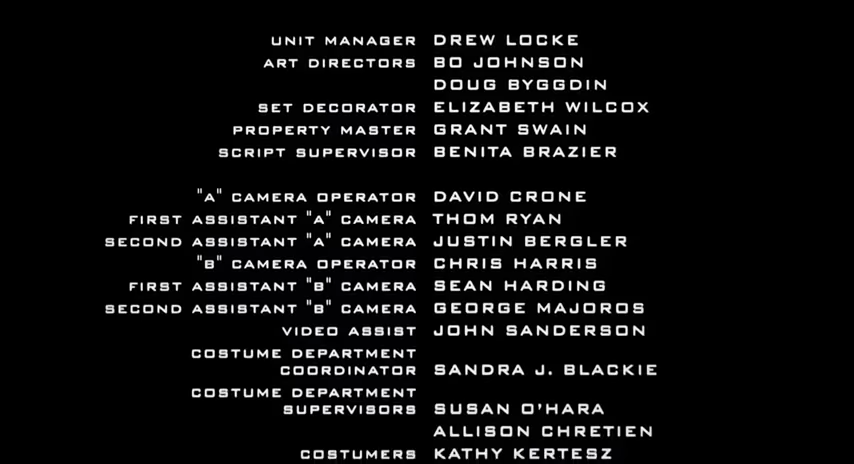 UNIT MANAGER DREW LOCKE
ART DIRECTORS BO JOHNSON
DOUG BYGGDIN
SET DECORATOR ELIZABETH WILCOX
PROPERTY MASTER GRANT SWAIN
SCRIPT SUPERVISOR BENITA BRAZIER
"A" CAMERA OPERATOR DAVID CRONE
FIRST ASSISTANT "A" CAMERA THOM RYAN
SECOND ASSISTANT "A" CAMERA JUSTIN BERGLER
"B" CAMERA OPERATOR CHRIS HARRIS
FIRST ASSISTANT "B" CAMERA SEAN HARDING
SECOND ASSISTANT "B" CAMERA GEORGE MAJOROS
VIDEO ASSIST JOHN SANDERSON
COSTUME DEPARTMENT
COORDINATOR SANDRA J. BLACKIE
COSTUME DEPARTMENT
SUPERVISORS SUSAN O'HARA
ALLISON CHRETIEN
COSTUMERS KATHY KERTESZ